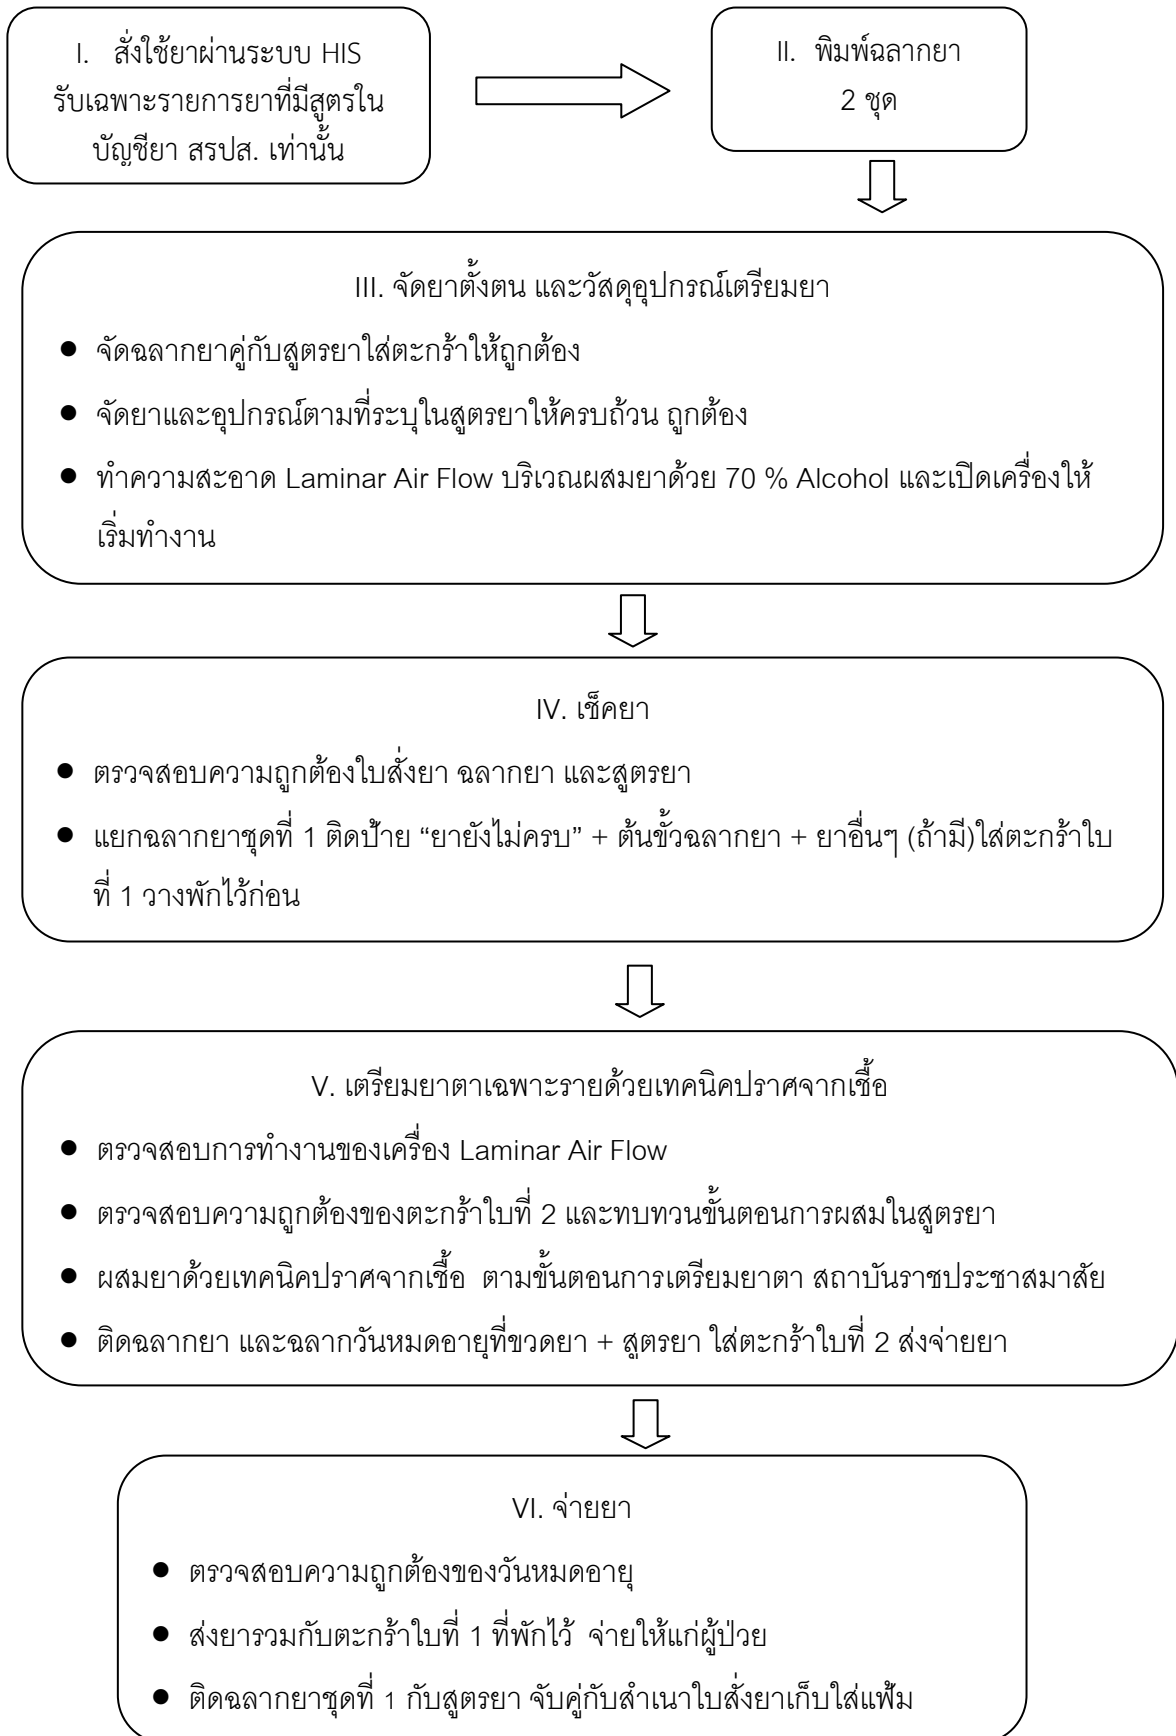 I. สั่งใช้ยาผ่านระบบ HIS
รับเฉพาะรายการยาที่มีสูตรใน
บัญชียา สรปส. เท่านั้น
II. พิมพ์ฉลากยา
2 ชุด
III. จัดยาตั้งตน และวัสดุอุปกรณ์เตรียมยา
● จัดฉลากยาคู่กับสูตรยาใส่ตะกร้าให้ถูกต้อง
● จัดยาและอุปกรณ์ตามที่ระบุในสูตรยาให้ครบถ้วน ถูกต้อง
● ทำความสะอาด Laminar Air Flow บริเวณผสมยาด้วย 70 % Alcohol และเปิดเครื่องให้
เริ่มทำงาน
IV. เช็คยา
● ตรวจสอบความถูกต้องใบสั่งยา ฉลากยา และสูตรยา
● แยกฉลากยาชุดที่ 1 ติดป้าย “ยายังไม่ครบ” + ต้นขั้วฉลากยา + ยาอื่นๆ (ถ้ามี)ใส่ตะกร้าใบ
ที่ 1 วางพักไว้ก่อน
V. เตรียมยาตาเฉพาะรายด้วยเทคนิคปราศจากเชื้อ
● ตรวจสอบการทำงานของเครื่อง Laminar Air Flow
● ตรวจสอบความถูกต้องของตะกร้าใบที่ 2 และทบทวนขั้นตอนการผสมในสูตรยา
● ผสมยาด้วยเทคนิคปราศจากเชื้อ ตามขั้นตอนการเตรียมยาตา สถาบันราชประชาสมาสัย
● ติดฉลากยา และฉลากวันหมดอายุที่ขวดยา + สูตรยา ใส่ตะกร้าใบที่ 2 ส่งจ่ายยา
VI. จ่ายยา
● ตรวจสอบความถูกต้องของวันหมดอายุ
● ส่งยารวมกับตะกร้าใบที่ 1 ที่พักไว้ จ่ายให้แก่ผู้ป่วย
● ติดฉลากยาชุดที่ 1 กับสูตรยา จับคู่กับสำเนาใบสั่งยาเก็บใส่แฟ้ม